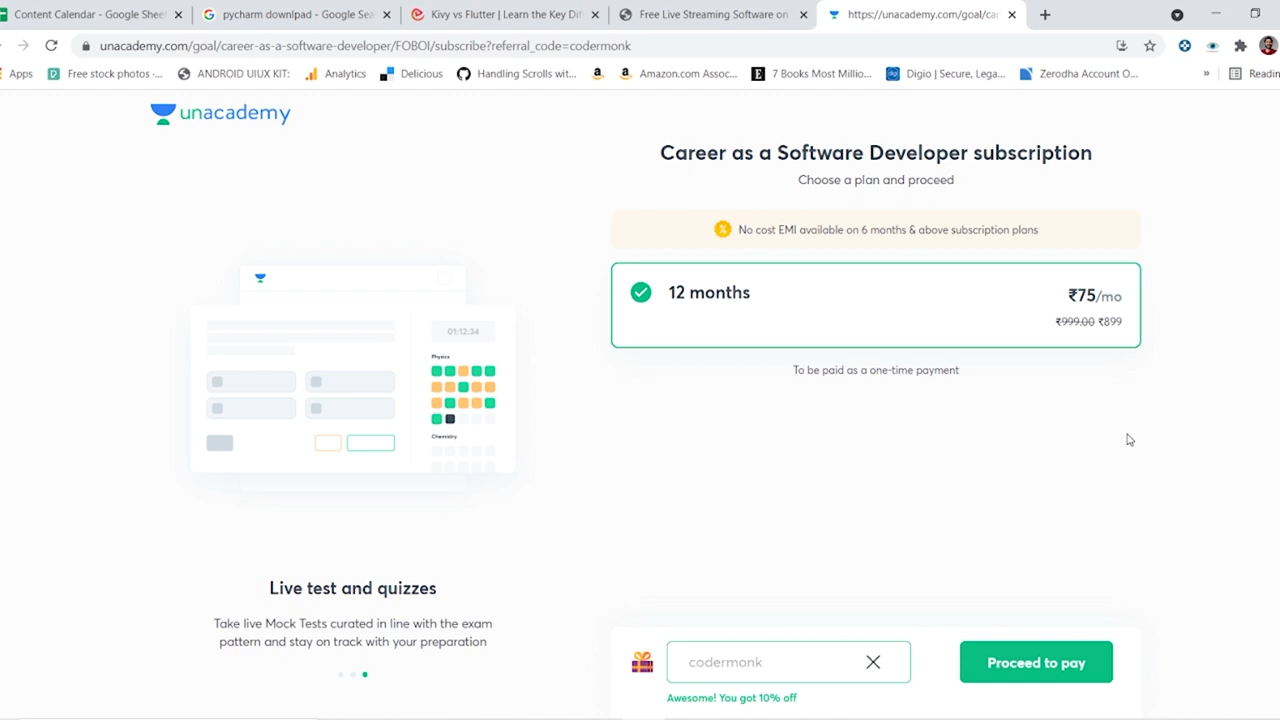 Content Calendar - Google Sheet
pycharm downlpad - Google Sea
Kivy vs Flutter | Learn the Key Dif
Free Live Streaming Software on
https://unacademy.com/goal/car
unacademy.com/goal/career-as-a-software-developer/FOBOI/subscribe?referral_code=codermonk
Apps
Free stock photos -...
ANDROID UIUX KIT:
Analytics
Delicious
Handling Scrolls wit...
Amazon.com Assoc...
7 Books Most Millio...
Digio | Secure, Lega...
Zerodha Account O...
»
Readin
unacademy
Career as a Software Developer subscription
Choose a plan and proceed
No cost EMI available on 6 months & above subscription plans
12 months
₹75/mo
₹999.00 ₹899
To be paid as a one-time payment
01:12:34
Physics
Chemistry
Live test and quizzes
Take live Mock Tests curated in line with the exam
pattern and stay on track with your preparation
codermonk
Proceed to pay
Awesome! You got 10% off